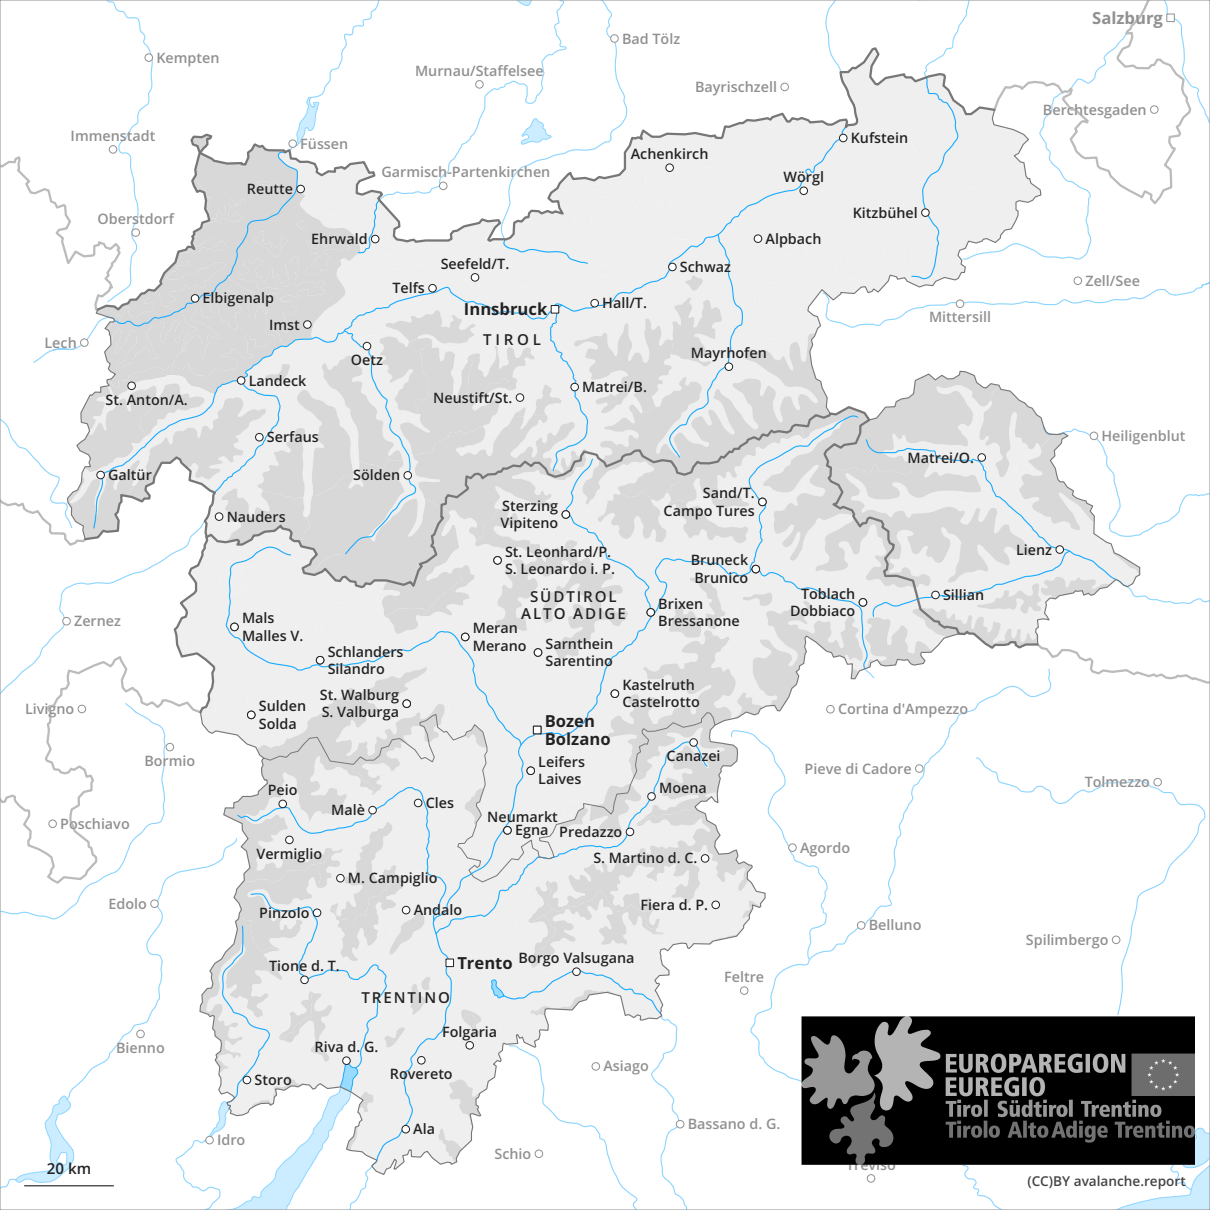 Salzburg
Bad Tölz
Kempten
Murnau/Staffelsee
Bayrischzell
Berchtesgaden
Immenstadt
Füssen
Kufstein
Achenkirch
Garmisch-Partenkirchen
Wörgl
Reutte
Oberstdorf
Kitzbühel
Ehrwald
Alpbach
Seefeld/T.
Schwaz
Zell/See
Telfs
Elbigenalp
Hall/T.
Innsbruck
Mittersill
Imst
TIROL
Lech
Oetz
Mayrhofen
Landeck
Matrei/B.
St. Anton/A.
Neustift/St.
Serfaus
Heiligenblut
Matrei/O.
Galtür
Sölden
Sand/T.
Campo Tures
Sterzing
Vipiteno
Nauders
Lienz
St. Leonhard/P.
S. Leonardo i. P.
Bruneck
Brunico
SÜDTIROL
ALTO ADIGE
Toblach
Dobbiaco
Sillian
Brixen
Bressanone
Zernez
Mals
Malles V.
Meran
Merano
Sarnthein
Sarentino
Schlanders
Silandro
Kastelruth
Castelrotto
St. Walburg
S. Valburga
Livigno
Sulden
Solda
Cortina d'Ampezzo
Bozen
Bolzano
Bormio
Canazei
Leifers
Laives
Pieve di Cadore
Tolmezzo
Peio
Moena
Malè
Cles
Neumarkt
Egna
Predazzo
Poschiavo
Agordo
Vermiglio
S. Martino d. C.
M. Campiglio
Edolo
Pinzolo
Andalo
Fiera d. P.
Belluno
Spilimbergo
Trento
Borgo Valsugana
Tione d. T.
Feltre
TRENTINO
Folgaria
Bienno
Riva d. G.
Rovereto
Asiago
Storo
EUROPAREGION
EUREGIO
Tirol Südtirol Trentino
Tirolo Alto Adige Trentino
Ala
Bassano d. G.
Idro
Schio
Treviso
20 km
(CC)BY avalanche.report